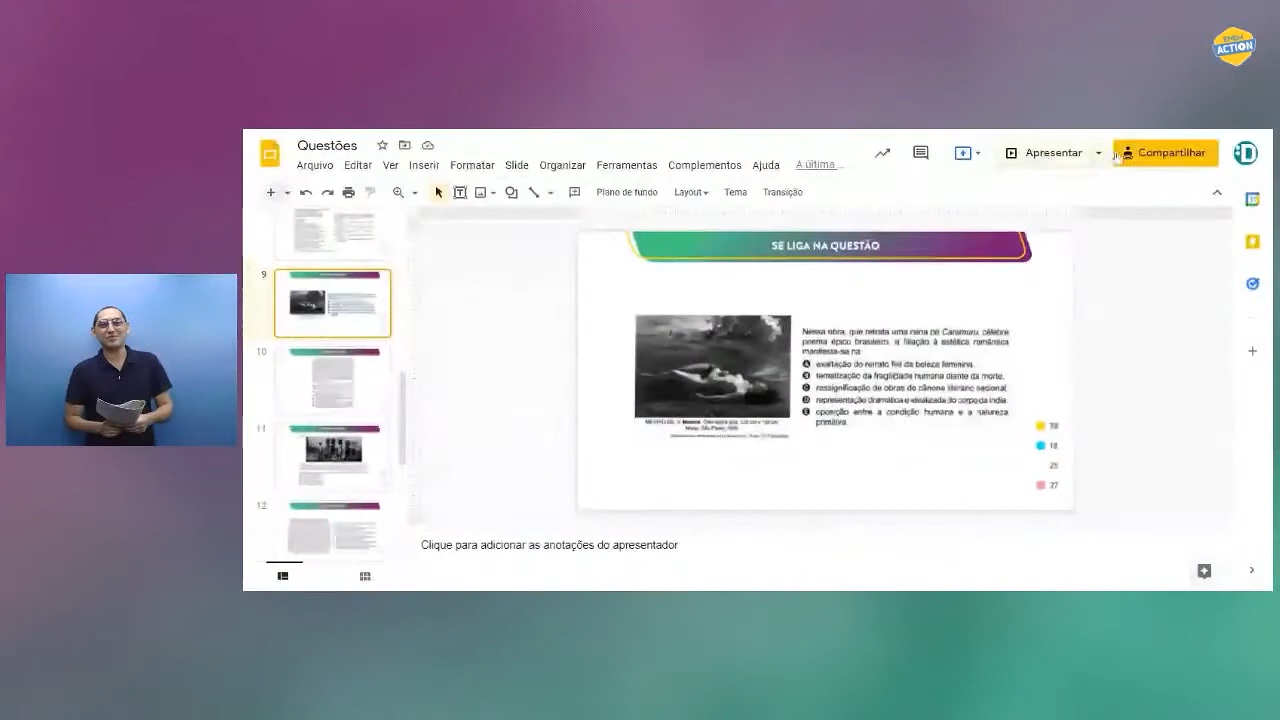 ENEM
ACTION
Questões
Arquivo Editar Ver Inserir Formatar Slide Organizar Ferramentas Complementos Ajuda A última ...
Apresentar
Compartilhar
Plano de fundo Layout Tema Transição
9
10
11
12
SE LIGA NA QUESTÃO
Nessa obra, que retrata uma cena de Caramuru, célebre
poema épico brasileiro, a filiação à estética romântica
manifesta-se na
A exaltação do retrato fiel da beleza feminina.
B tematização da fragilidade humana diante da morte.
C ressignificação de obras do cânone literário nacional.
D representação dramática e idealizada do corpo da índia.
E oposição entre a condição humana e a natureza
primitiva.
MEIRELLES, V. Moema.
São Paulo,
18
25
27
Clique para adicionar as anotações do apresentador